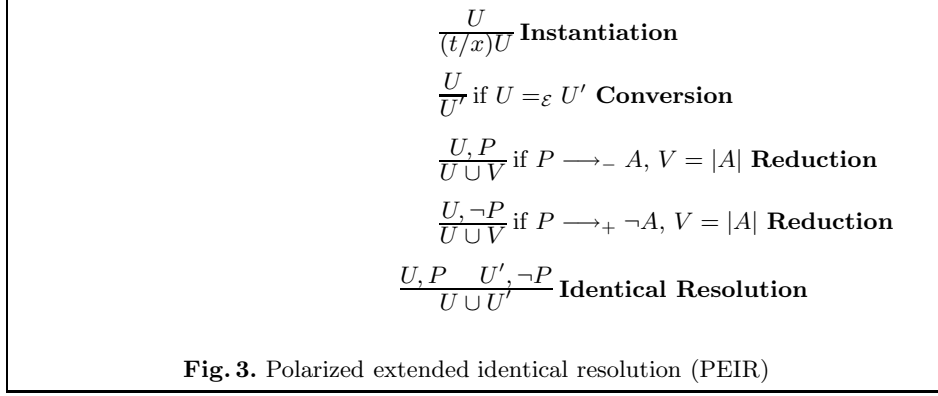 U
(t/x)U Instantiation
U
U′ if U =ℰ U′ Conversion
U, P
U ∪ V if P ⟶₋ A, V = |A| Reduction
U, ¬P
U ∪ V if P ⟶₊ ¬A, V = |A| Reduction
U, P U′, ¬P
U ∪ U′ Identical Resolution
Fig. 3. Polarized extended identical resolution (PEIR)